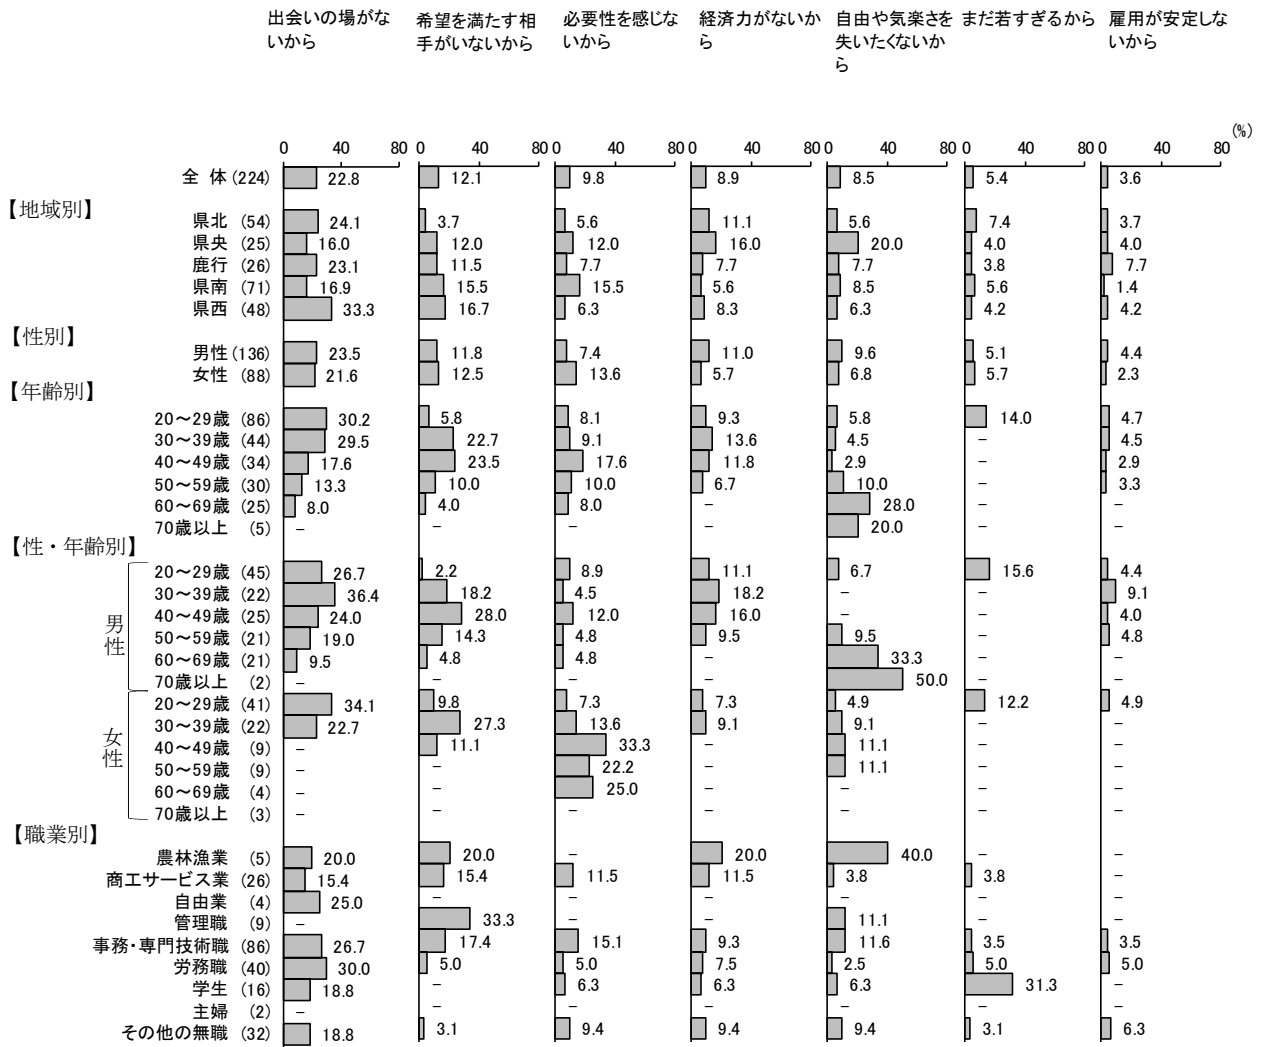 出会いの場がな
いから
希望を満たす相
手がいないから
必要性を感じな
いから
経済力がないか
ら
自由や気楽さを
失いたくないか
ら
まだ若すぎるから
雇用が安定しな
いから
(%)
0 40 80 0 40 80 0 40 80 0 40 80 0 40 80 0 40 80 0 40 80
全 体 (224) 22.8 12.1 9.8 8.9 8.5 5.4 3.6
【地域別】
県北 (54) 24.1 3.7 5.6 11.1 5.6 7.4 3.7
県央 (25) 16.0 12.0 12.0 16.0 20.0 4.0 4.0
鹿行 (26) 23.1 11.5 7.7 7.7 7.7 3.8 7.7
県南 (71) 16.9 15.5 15.5 5.6 8.5 5.6 1.4
県西 (48) 33.3 16.7 6.3 8.3 6.3 4.2 4.2
【性別】
男性 (136) 23.5 11.8 7.4 11.0 9.6 5.1 4.4
女性 (88) 21.6 12.5 13.6 5.7 6.8 5.7 2.3
【年齢別】
20～29歳 (86) 30.2 5.8 8.1 9.3 5.8 14.0 4.7
30～39歳 (44) 29.5 22.7 9.1 13.6 4.5 － 4.5
40～49歳 (34) 17.6 23.5 17.6 11.8 2.9 － 2.9
50～59歳 (30) 13.3 10.0 10.0 6.7 10.0 － 3.3
60～69歳 (25) 8.0 4.0 8.0 － 28.0 － －
70歳以上 (5) － － － － 20.0 － －
【性・年齢別】
男性
20～29歳 (45) 26.7 2.2 8.9 11.1 6.7 15.6 4.4
30～39歳 (22) 36.4 18.2 4.5 18.2 － － 9.1
40～49歳 (25) 24.0 28.0 12.0 16.0 － － 4.0
50～59歳 (21) 19.0 14.3 4.8 9.5 9.5 － 4.8
60～69歳 (21) 9.5 4.8 4.8 － 33.3 － －
70歳以上 (2) － － － － 50.0 － －
女性
20～29歳 (41) 34.1 9.8 7.3 7.3 4.9 12.2 4.9
30～39歳 (22) 22.7 27.3 13.6 9.1 9.1 － －
40～49歳 (9) － 11.1 33.3 － 11.1 － －
50～59歳 (9) － － 22.2 － 11.1 － －
60～69歳 (4) － － 25.0 － － － －
70歳以上 (3) － － － － － － －
【職業別】
農林漁業 (5) 20.0 20.0 － 20.0 40.0 － －
商工サービス業 (26) 15.4 15.4 11.5 11.5 3.8 3.8 －
自由業 (4) 25.0 － － － － － －
管理職 (9) － 33.3 － － 11.1 － －
事務・専門技術職 (86) 26.7 17.4 15.1 9.3 11.6 3.5 3.5
労務職 (40) 30.0 5.0 5.0 7.5 2.5 5.0 5.0
学生 (16) 18.8 － 6.3 6.3 6.3 31.3 －
主婦 (2) － － － － － － －
その他の無職 (32) 18.8 3.1 9.4 9.4 9.4 3.1 6.3